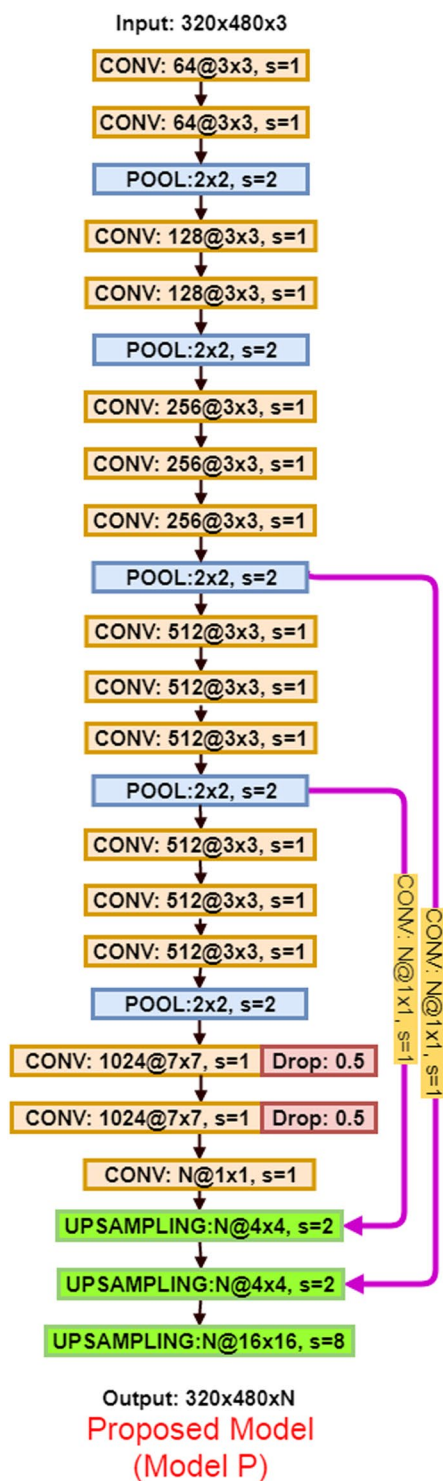 Input: 320x480x3
CONV: 64@3x3, s=1
CONV: 64@3x3, s=1
POOL:2x2, s=2
CONV: 128@3x3, s=1
CONV: 128@3x3, s=1
POOL:2x2, s=2
CONV: 256@3x3, s=1
CONV: 256@3x3, s=1
CONV: 256@3x3, s=1
POOL:2x2, s=2
CONV: 512@3x3, s=1
CONV: 512@3x3, s=1
CONV: 512@3x3, s=1
POOL:2x2, s=2
CONV: 512@3x3, s=1
CONV: 512@3x3, s=1
CONV: 512@3x3, s=1
POOL:2x2, s=2
CONV: N@1x1, s=1
CONV: N@1x1, s=1
CONV: 1024@7x7, s=1 Drop: 0.5
CONV: 1024@7x7, s=1 Drop: 0.5
CONV: N@1x1, s=1
UPSAMPLING:N@4x4, s=2
UPSAMPLING:N@4x4, s=2
UPSAMPLING:N@16x16, s=8
Output: 320x480xN
Proposed Model
(Model P)